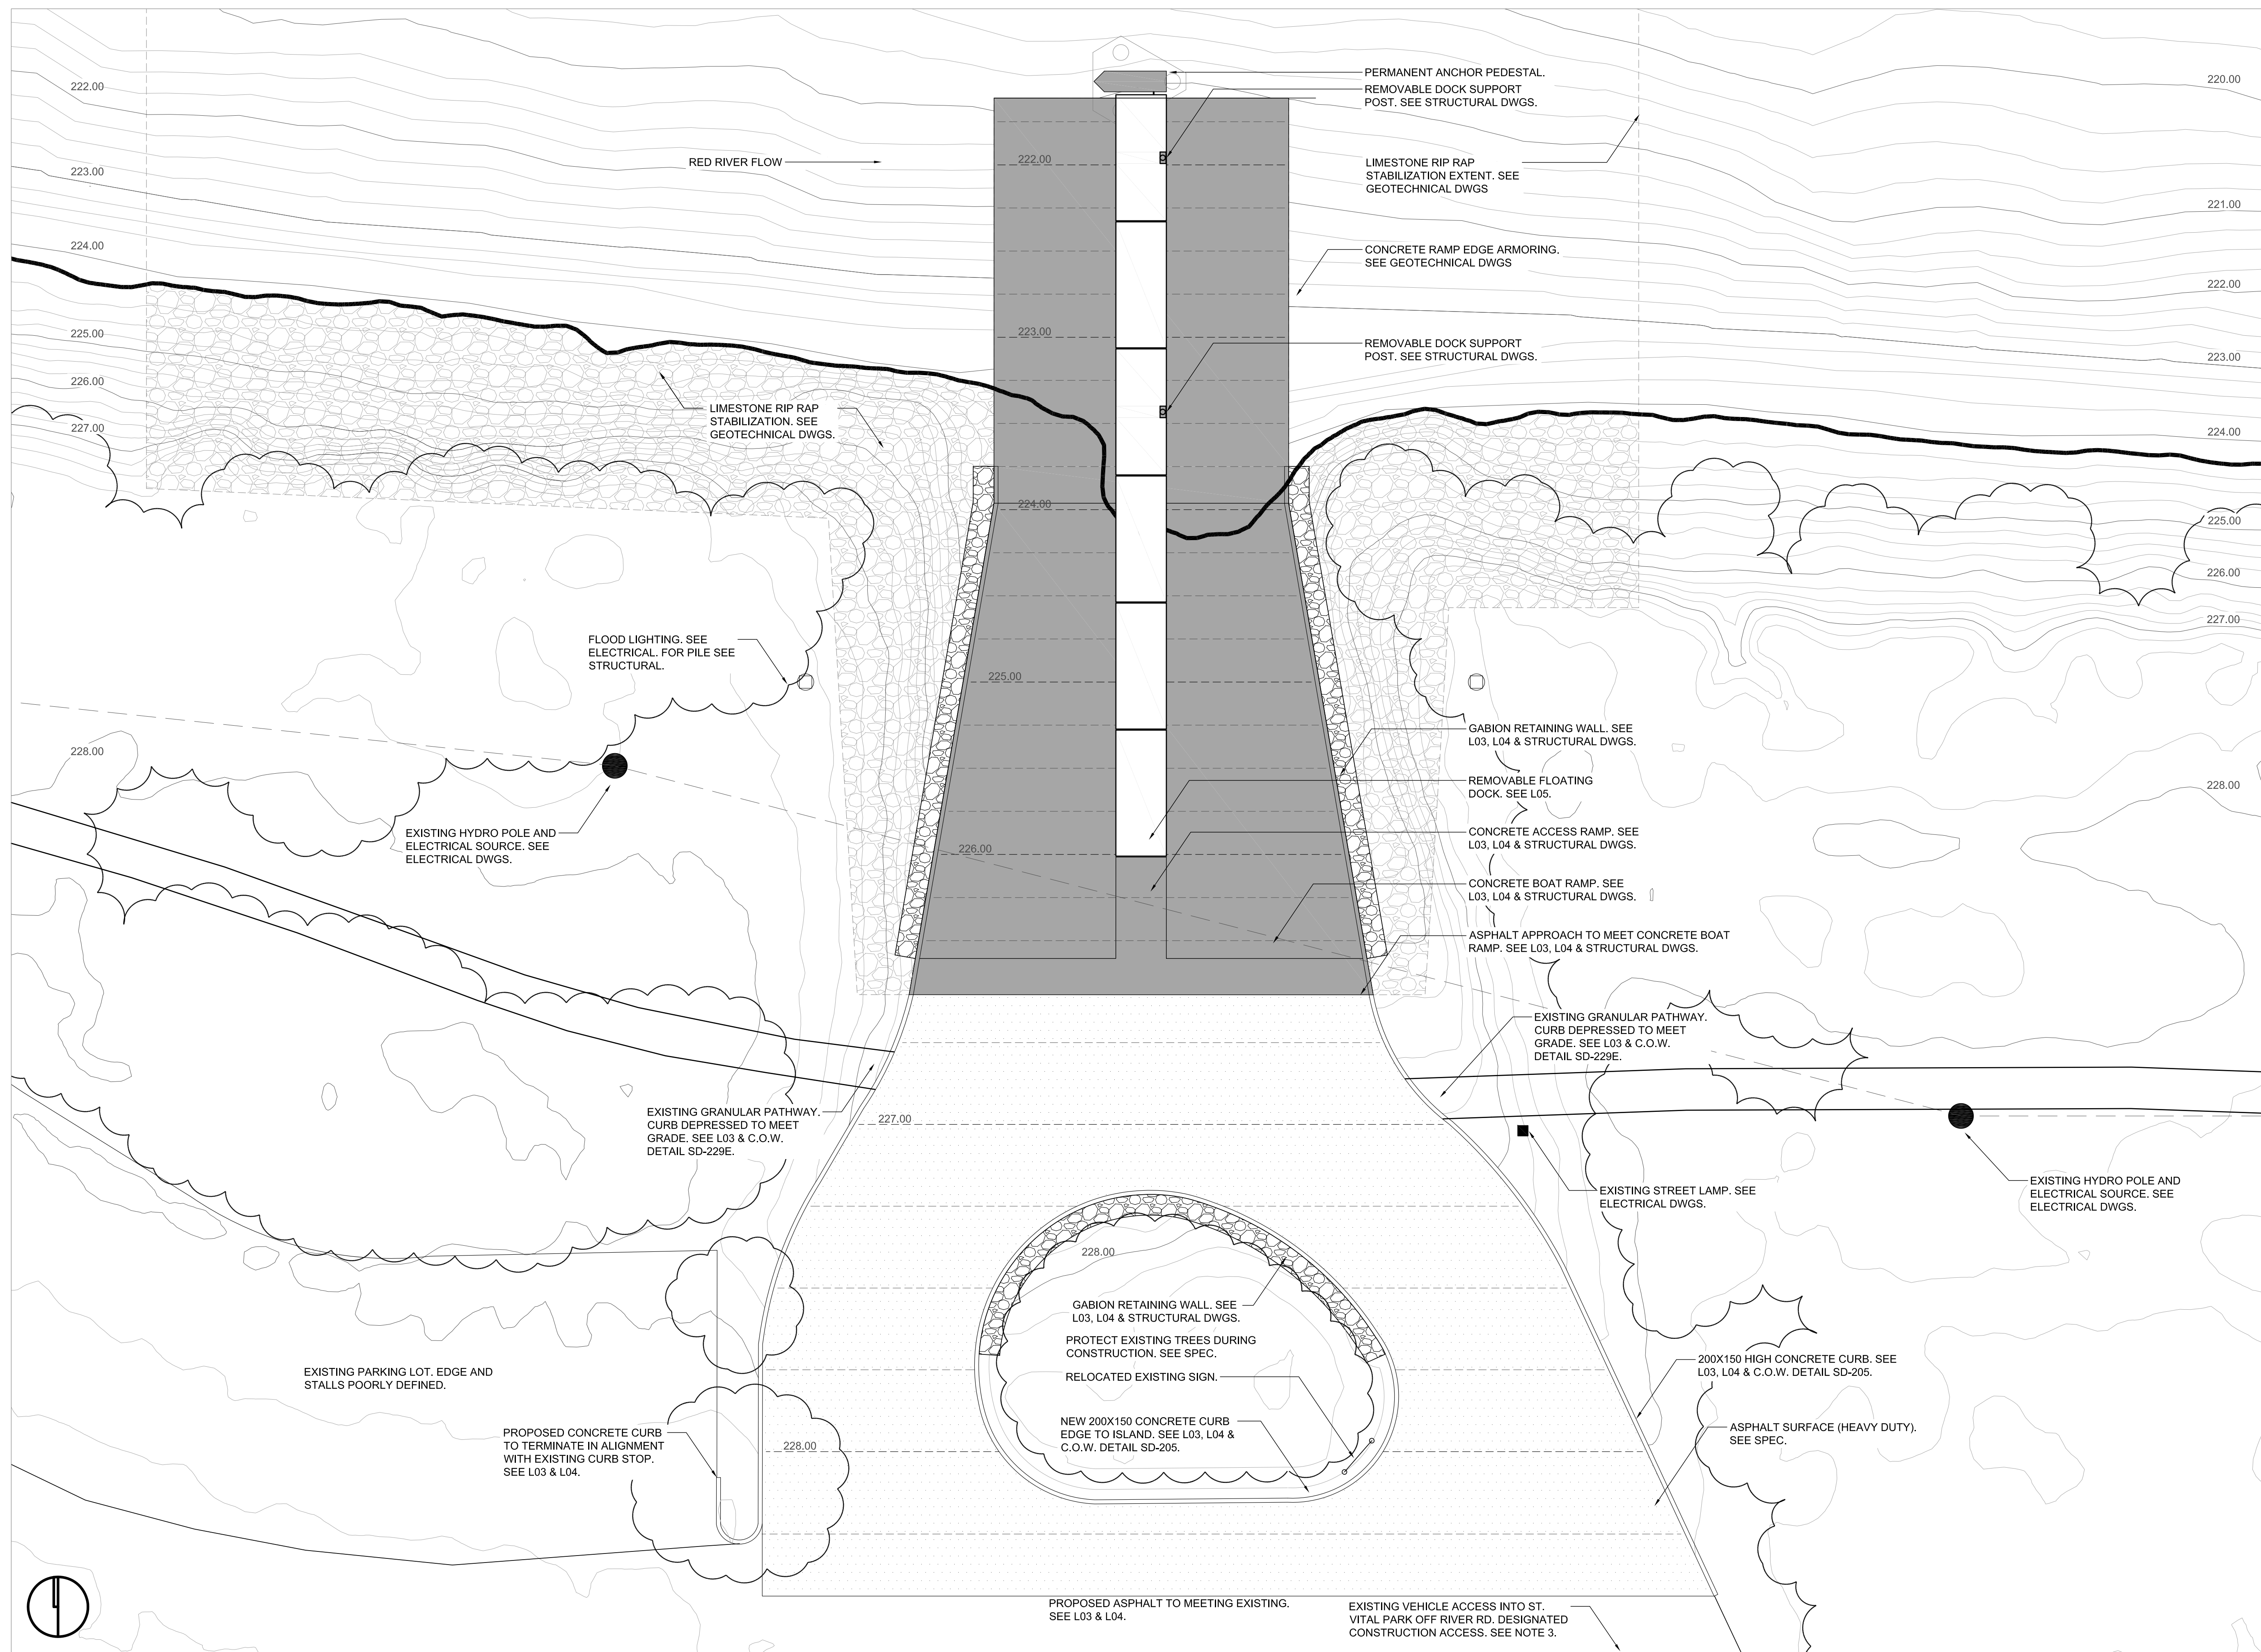 222.00
223.00
224.00
225.00
226.00
227.00
228.00
220.00
221.00
222.00
223.00
224.00
225.00
226.00
227.00
228.00
222.00
223.00
224.00
225.00
226.00
227.00
228.00
228.00
PERMANENT ANCHOR PEDESTAL.
REMOVABLE DOCK SUPPORT
POST. SEE STRUCTURAL DWGS.
RED RIVER FLOW
LIMESTONE RIP RAP
STABILIZATION EXTENT. SEE
GEOTECHNICAL DWGS
CONCRETE RAMP EDGE ARMORING.
SEE GEOTECHNICAL DWGS
REMOVABLE DOCK SUPPORT
POST. SEE STRUCTURAL DWGS.
LIMESTONE RIP RAP
STABILIZATION. SEE
GEOTECHNICAL DWGS.
FLOOD LIGHTING. SEE
ELECTRICAL. FOR PILE SEE
STRUCTURAL.
GABION RETAINING WALL. SEE
L03, L04 & STRUCTURAL DWGS.
REMOVABLE FLOATING
DOCK. SEE L05.
EXISTING HYDRO POLE AND
ELECTRICAL SOURCE. SEE
ELECTRICAL DWGS.
CONCRETE ACCESS RAMP. SEE
L03, L04 & STRUCTURAL DWGS.
CONCRETE BOAT RAMP. SEE
L03, L04 & STRUCTURAL DWGS.
ASPHALT APPROACH TO MEET CONCRETE BOAT
RAMP. SEE L03, L04 & STRUCTURAL DWGS.
EXISTING GRANULAR PATHWAY.
CURB DEPRESSED TO MEET
GRADE. SEE L03 & C.O.W.
DETAIL SD-229E.
EXISTING GRANULAR PATHWAY.
CURB DEPRESSED TO MEET
GRADE. SEE L03 & C.O.W.
DETAIL SD-229E.
EXISTING STREET LAMP. SEE
ELECTRICAL DWGS.
EXISTING HYDRO POLE AND
ELECTRICAL SOURCE. SEE
ELECTRICAL DWGS.
GABION RETAINING WALL. SEE
L03, L04 & STRUCTURAL DWGS.
PROTECT EXISTING TREES DURING
CONSTRUCTION. SEE SPEC.
RELOCATED EXISTING SIGN.
NEW 200X150 CONCRETE CURB
EDGE TO ISLAND. SEE L03, L04 &
C.O.W. DETAIL SD-205.
EXISTING PARKING LOT. EDGE AND
STALLS POORLY DEFINED.
200X150 HIGH CONCRETE CURB. SEE
L03, L04 & C.O.W. DETAIL SD-205.
ASPHALT SURFACE (HEAVY DUTY).
SEE SPEC.
PROPOSED CONCRETE CURB
TO TERMINATE IN ALIGNMENT
WITH EXISTING CURB STOP.
SEE L03 & L04.
PROPOSED ASPHALT TO MEETING EXISTING.
SEE L03 & L04.
EXISTING VEHICLE ACCESS INTO ST.
VITAL PARK OFF RIVER RD. DESIGNATED
CONSTRUCTION ACCESS. SEE NOTE 3.